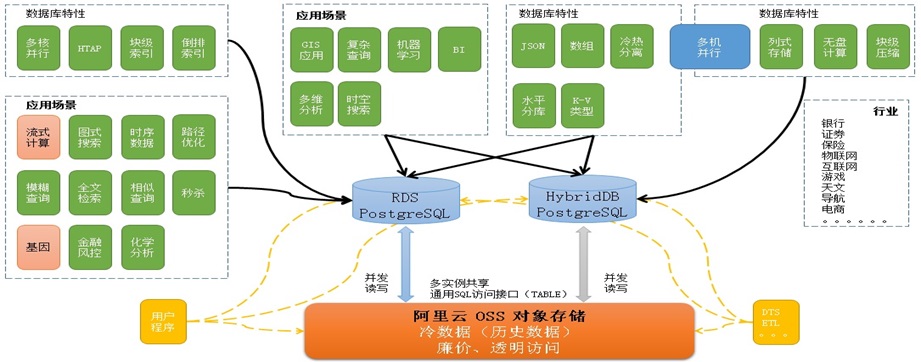 数据库特性
多核
并行
HTAP
块级
索引
倒排
索引
应用场景
流式
计算
图式
搜索
时序
数据
路径
优化
模糊
查询
全文
检索
相似
查询
秒杀
基因
金融
风控
化学
分析
应用场景
GIS
应用
复杂
查询
机器
学习
BI
多维
分析
时空
搜索
数据库特性
JSON
数组
冷热
分离
水平
分库
K-V
类型
多机
并行
数据库特性
列式
存储
无盘
计算
块级
压缩
行业
银行
证券
保险
物联网
互联网
游戏
天文
导航
电商
。。。。。。
RDS
PostgreSQL
HybridDB
PostgreSQL
并发
读写
多实例共享
通用SQL访问接口（TABLE）
并发
读写
用户
程序
阿里云 OSS 对象存储
冷数据（历史数据）
廉价、透明访问
DTS
ETL
。。。